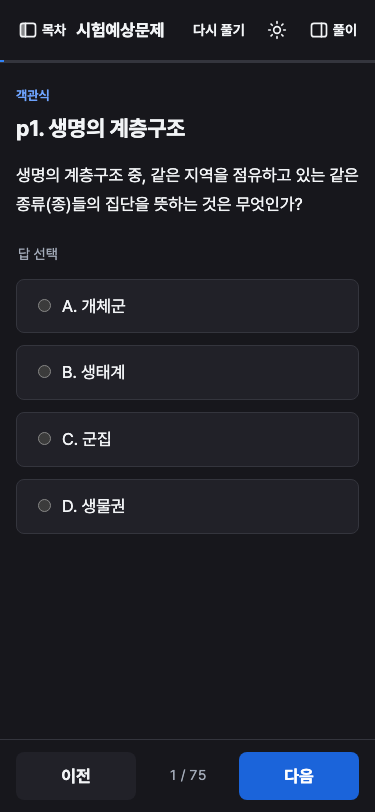 목차 시험예상문제 다시 풀기 풀이
객관식
p1. 생명의 계층구조
생명의 계층구조 중, 같은 지역을 점유하고 있는 같은
종류(종)들의 집단을 뜻하는 것은 무엇인가?
답 선택
A. 개체군
B. 생태계
C. 군집
D. 생물권
이전 1 / 75 다음